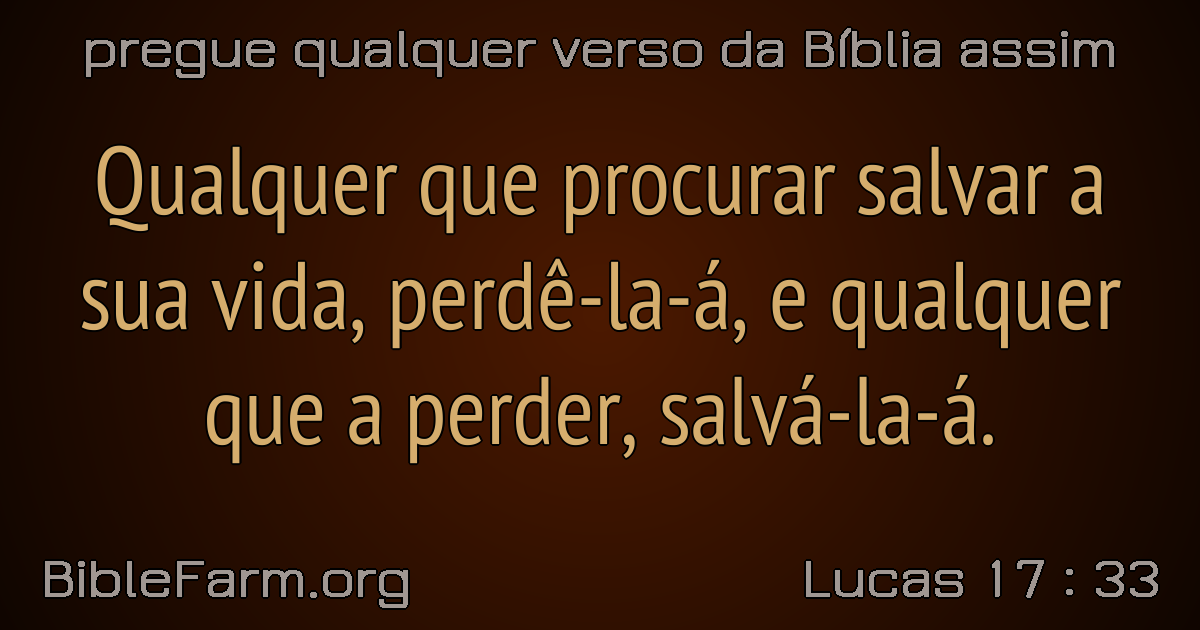 pregue qualquer verso da Bíblia assim
Qualquer que procurar salvar a
sua vida, perdê-la-á, e qualquer
que a perder, salvá-la-á.
BibleFarm.org
Lucas 17 : 33